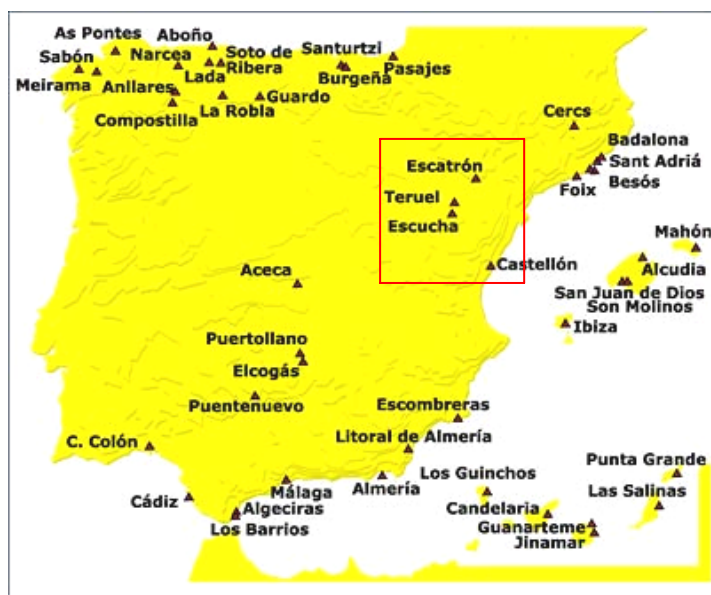 As Pontes
Aboño
Sabón
Narcea
Soto de
Ribera
Santurtzi
Meirama
Anllares
Lada
Burgeña
Pasajes
Compostilla
La Robla
Guardo
Cercs
Badalona
Sant Adriá
Besós
Foix
Escatrón
Teruel
Escucha
Mahón
Alcudia
Castellón
San Juan de Dios
Son Molinos
Ibiza
Aceca
Puertollano
Elcogás
Puentenuevo
Escombreras
Litoral de Almería
C. Colón
Cádiz
Málaga
Algeciras
Los Barrios
Almería
Los Guinchos
Candelaria
Guanarteme
Jinamar
Punta Grande
Las Salinas